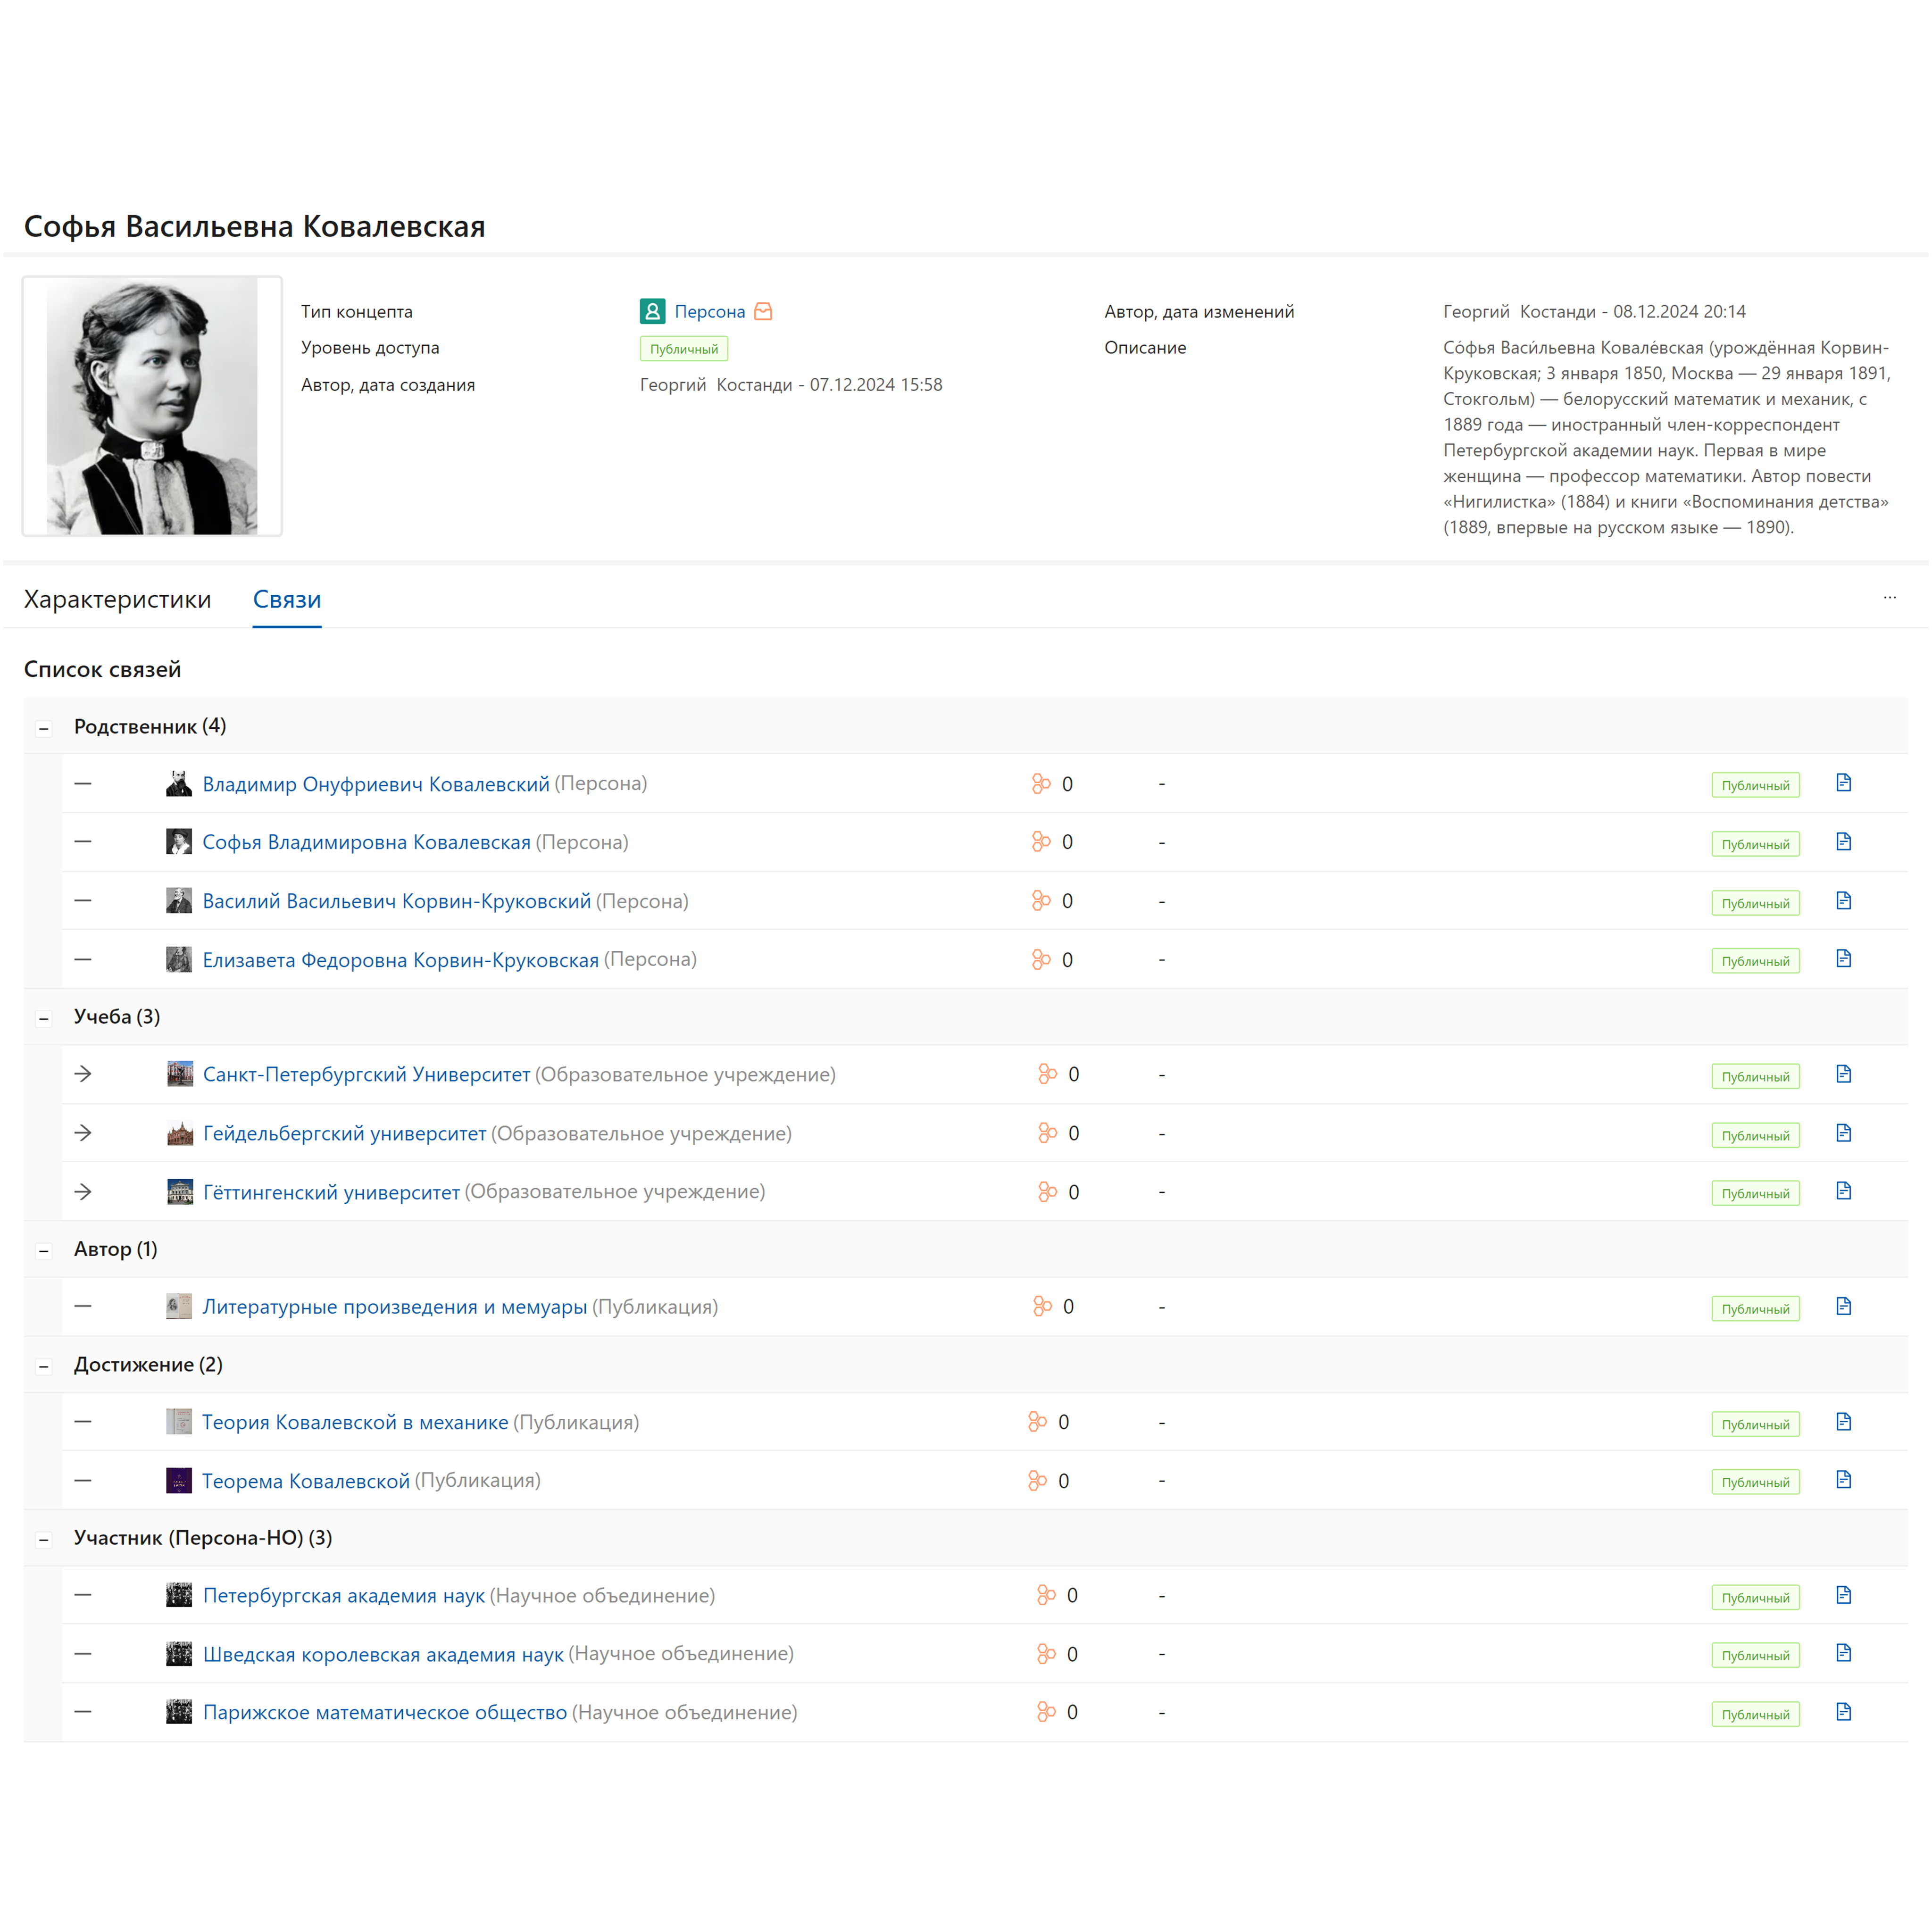 Софья Васильевна Ковалевская
Тип концепта
Персона
Уровень доступа
Публичный
Автор, дата создания
Георгий Костанди - 07.12.2024 15:58
Автор, дата изменений
Георгий Костанди - 08.12.2024 20:14
Описание
Со́фья Васи́льевна Ковале́вская (урождённая Корвин-
Круковская; 3 января 1850, Москва — 29 января 1891,
Стокгольм) — белорусский математик и механик, с
1889 года — иностранный член-корреспондент
Петербургской академии наук. Первая в мире
женщина — профессор математики. Автор повести
«Нигилистка» (1884) и книги «Воспоминания детства»
(1889, впервые на русском языке — 1890).
Характеристики Связи ...
Список связей
Родственник (4)
Владимир Онуфриевич Ковалевский (Персона) 0 - Публичный
Софья Владимировна Ковалевская (Персона) 0 - Публичный
Василий Васильевич Корвин-Круковский (Персона) 0 - Публичный
Елизавета Федоровна Корвин-Круковская (Персона) 0 - Публичный
Учеба (3)
Санкт-Петербургский Университет (Образовательное учреждение) 0 - Публичный
Гейдельбергский университет (Образовательное учреждение) 0 - Публичный
Гёттингенский университет (Образовательное учреждение) 0 - Публичный
Автор (1)
Литературные произведения и мемуары (Публикация) 0 - Публичный
Достижение (2)
Теория Ковалевской в механике (Публикация) 0 - Публичный
Теорема Ковалевской (Публикация) 0 - Публичный
Участник (Персона-НО) (3)
Петербургская академия наук (Научное объединение) 0 - Публичный
Шведская королевская академия наук (Научное объединение) 0 - Публичный
Парижское математическое общество (Научное объединение) 0 - Публичный